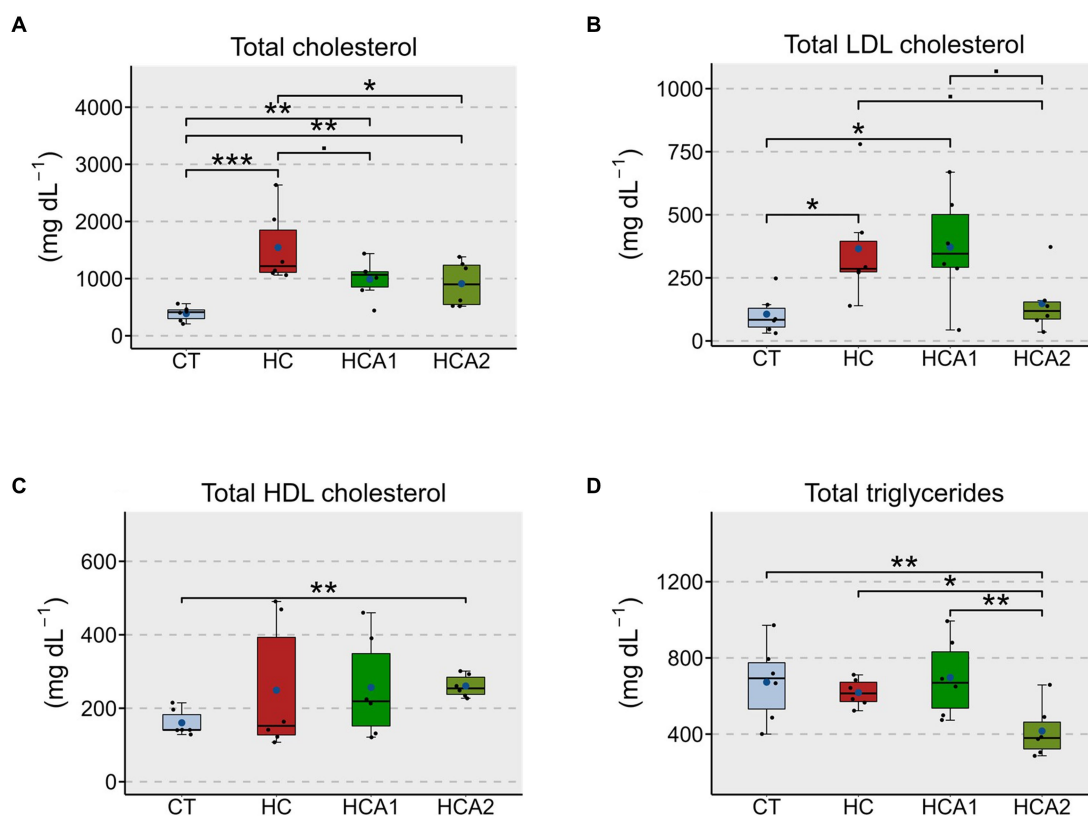 A
Total cholesterol
(mg dL⁻¹)
4000
3000
2000
1000
0
*
**
**
***
.
CT HC HCA1 HCA2
B
Total LDL cholesterol
(mg dL⁻¹)
1000
750
500
250
0
.
.
*
*
CT HC HCA1 HCA2
C
Total HDL cholesterol
(mg dL⁻¹)
600
400
200
0
**
CT HC HCA1 HCA2
D
Total triglycerides
(mg dL⁻¹)
1200
800
400
**
*
**
CT HC HCA1 HCA2